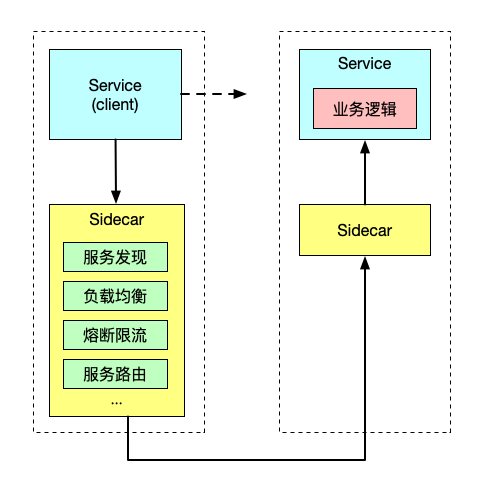 Service
(client)
Sidecar
服务发现
负载均衡
熔断限流
服务路由
...
Service
业务逻辑
Sidecar